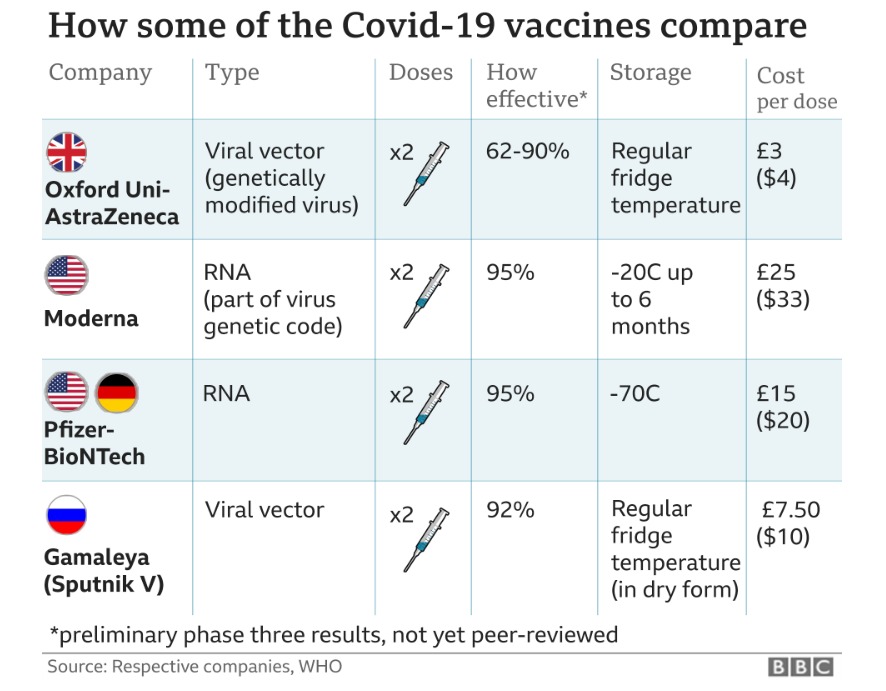 How some of the Covid-19 vaccines compare
Company
Type
Doses
How
effective*
Storage
Cost
per dose
Oxford Uni-
AstraZeneca
Viral vector
(genetically
modified virus)
x2
62-90%
Regular
fridge
temperature
£3
($4)
Moderna
RNA
(part of virus
genetic code)
x2
95%
-20C up
to 6
months
£25
($33)
Pfizer-
BioNTech
RNA
x2
95%
-70C
£15
($20)
Gamaleya
(Sputnik V)
Viral vector
x2
92%
Regular
fridge
temperature
(in dry form)
£7.50
($10)
*preliminary phase three results, not yet peer-reviewed
Source: Respective companies, WHO
BBC